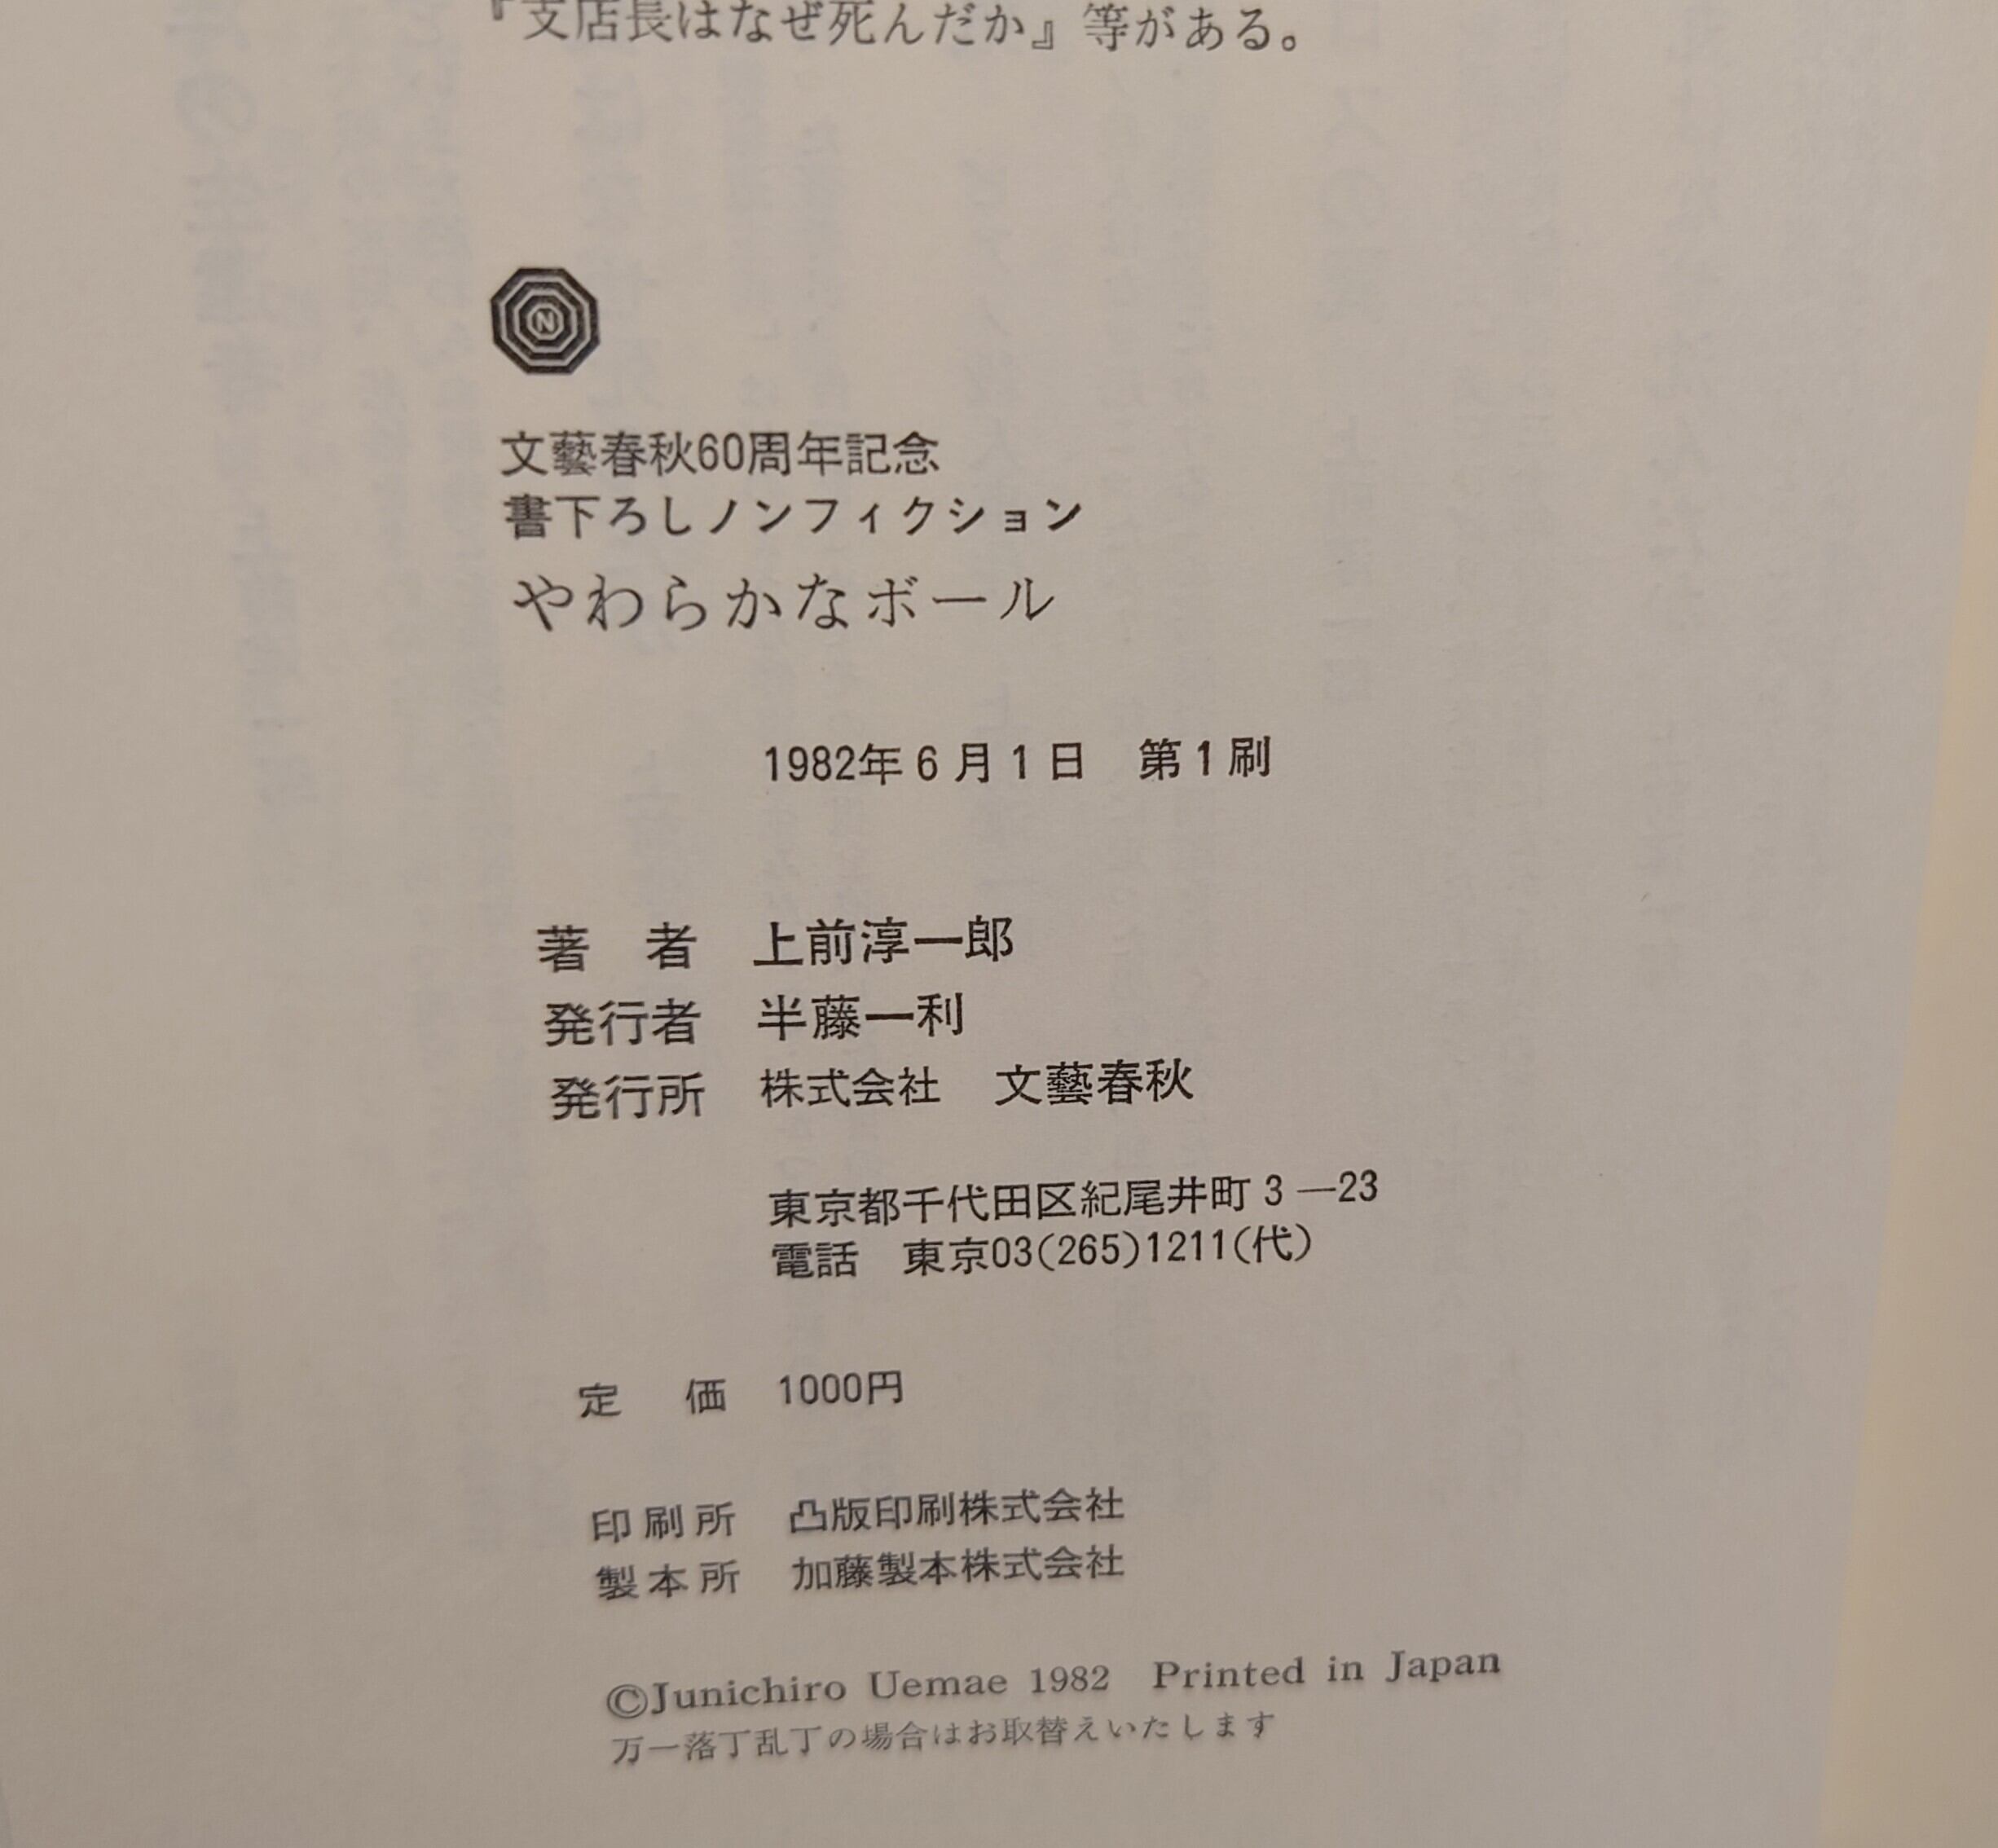 『支店長はなぜ死んだか』等がある。
N
文藝春秋60周年記念
書下ろしノンフィクション
やわらかなボール
1982年6月1日　第1刷
著　者　上前淳一郎
発行者　半藤一利
発行所　株式会社　文藝春秋
東京都千代田区紀尾井町3―23
電話　東京03(265)1211(代)
定　価　1000円
印刷所　凸版印刷株式会社
製本所　加藤製本株式会社
©Junichiro Uemae 1982　Printed in Japan
万一落丁乱丁の場合はお取替えいたします